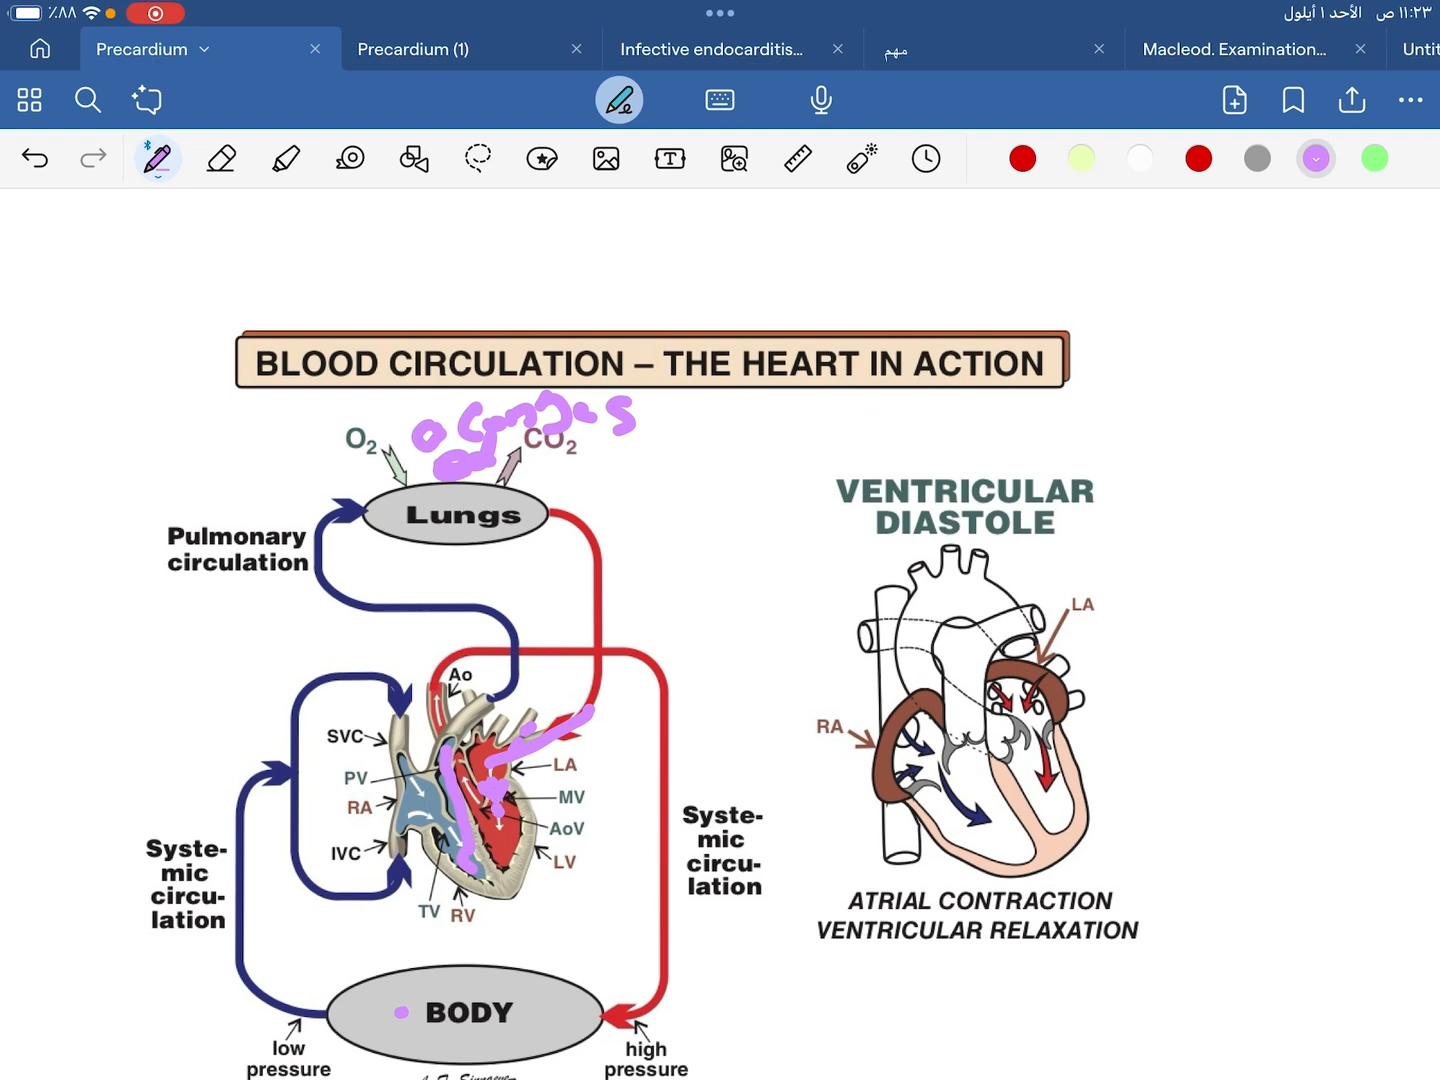 ٪٨٨
١١:٢٣ ص الأحد ١ أيلول
Precardium
Precardium (1)
Infective endocarditis...
مهم
Macleod. Examination...
Untit
BLOOD CIRCULATION – THE HEART IN ACTION
O2
CO2
Lungs
Pulmonary
circulation
Ao
SVC
PV
RA
IVC
TV
RV
LA
MV
AoV
LV
Syste-
mic
circu-
lation
Syste-
mic
circu-
lation
BODY
low
pressure
high
pressure
VENTRICULAR
DIASTOLE
LA
RA
ATRIAL CONTRACTION
VENTRICULAR RELAXATION